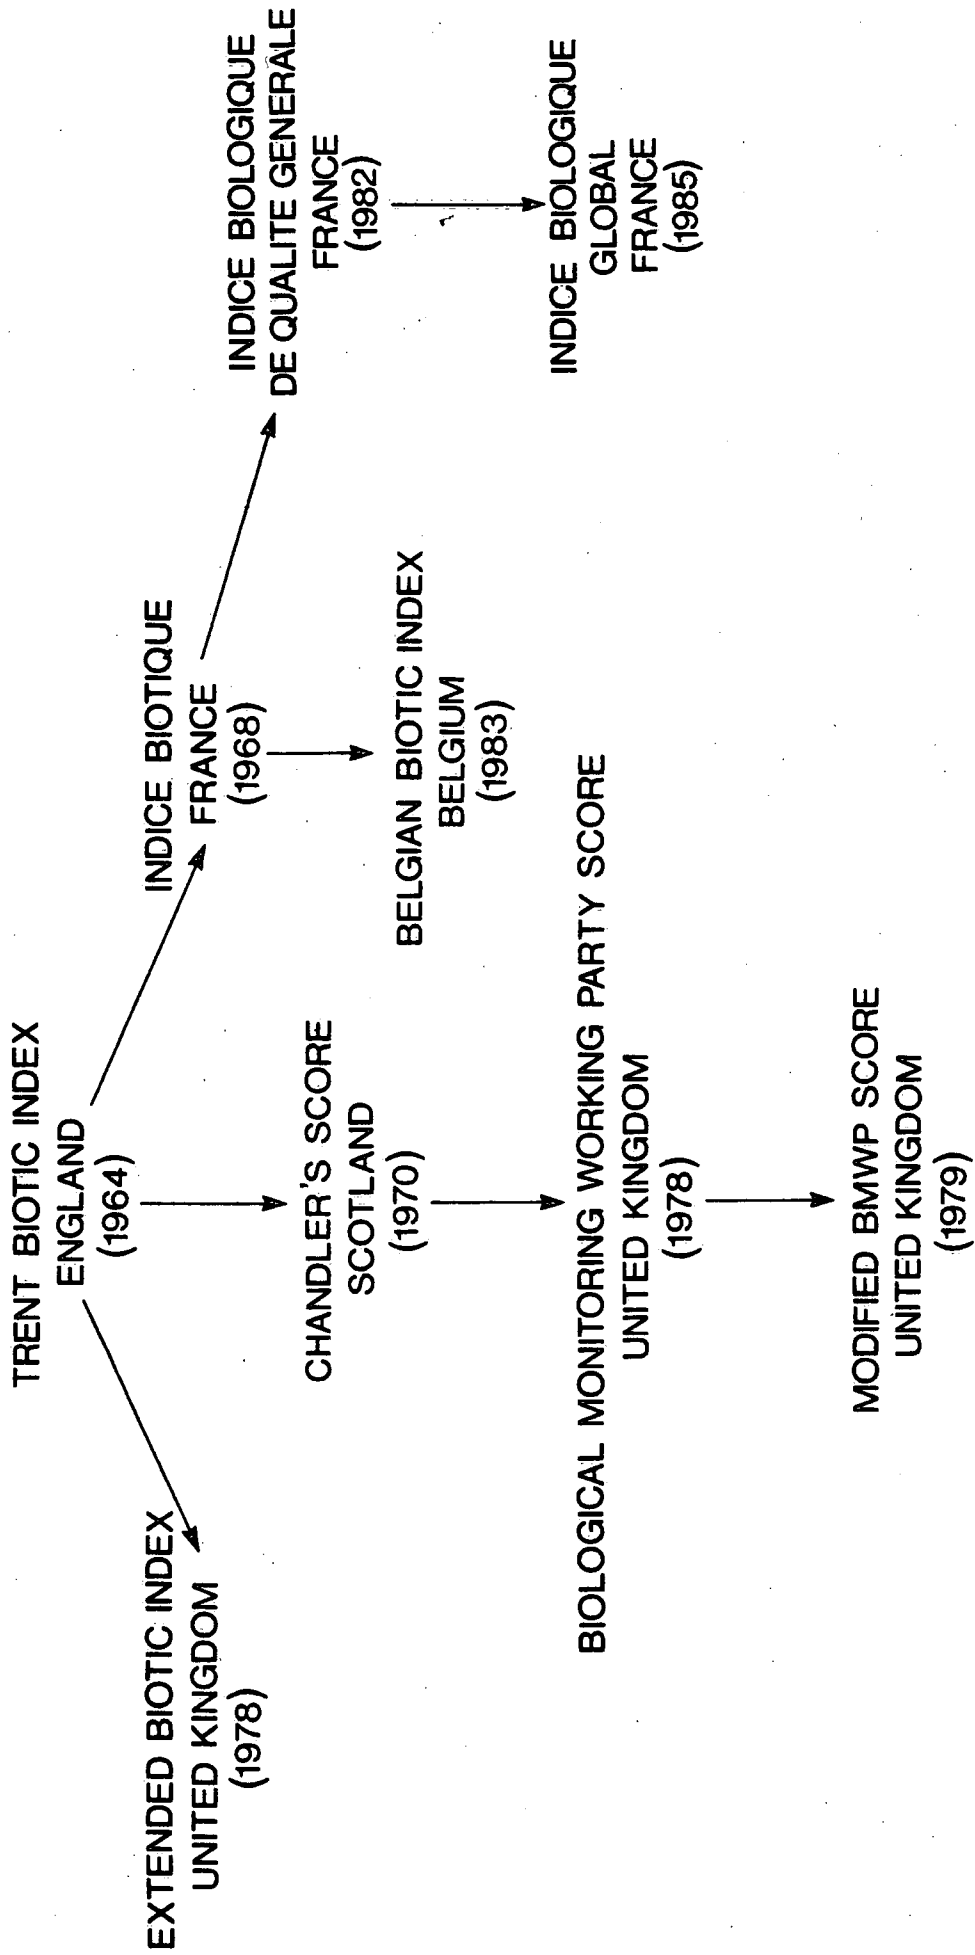 TRENT BIOTIC INDEX
ENGLAND
(1964)
EXTENDED BIOTIC INDEX
UNITED KINGDOM
(1978)
INDICE BIOTIQUE
FRANCE
(1968)
INDICE BIOLOGIQUE
DE QUALITE GENERALE
FRANCE
(1982)
CHANDLER'S SCORE
SCOTLAND
(1970)
BELGIAN BIOTIC INDEX
BELGIUM
(1983)
INDICE BIOLOGIQUE
GLOBAL
FRANCE
(1985)
BIOLOGICAL MONITORING WORKING PARTY SCORE
UNITED KINGDOM
(1978)
MODIFIED BMWP SCORE
UNITED KINGDOM
(1979)